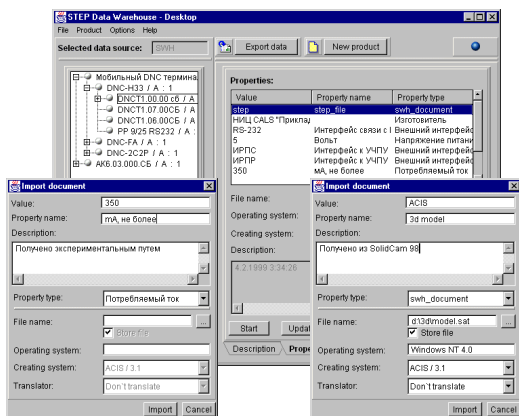 STEP Data Warehouse - Desktop
File Product Options Help
Selected data source: SWH
Export data
New product
Мобильный DNC термина
DNC-H33 / A : 1
DNCT1.00.00 сб / A :
DNCT1.07.00СБ / A :
DNCT1.06.00СБ / A :
PP 9/25 RS232 / A :
DNC-FA / A : 1
DNC-2C2P / A : 1
АК6.03.000.СБ / A : 1
Properties:
Value Property name Property type
step step_file swh_document
НИЦ CALS "Приклад Изготовитель
RS-232 Интерфейс связи с I Внешний интерфейс
5 Вольт Напряжение питани
ИРПС Интерфейс к УЧПУ Внешний интерфейс
ИРПР Интерфейс к УЧПУ Внешний интерфейс
350 мА, не более Потребляемый ток
File name:
Operating system:
Creating system:
Description:
4.2.1999 3:34.26
Start Updat
Description Prope
Import document
Value: 350
Property name: mA, не более
Description:
Получено экспериментальным путем
Property type: Потребляемый ток
File name: ...
Store file
Operating system:
Creating system: ACIS / 3.1
Translator: Don't translate
Import Cancel
Import document
Value: ACIS
Property name: 3d model
Description:
Получено из SolidCam 98
Property type: swh_document
File name: d:\3d\model.sat ...
Store file
Operating system: Windows NT 4.0
Creating system: ACIS / 3.1
Translator: Don't translate
Import Cancel